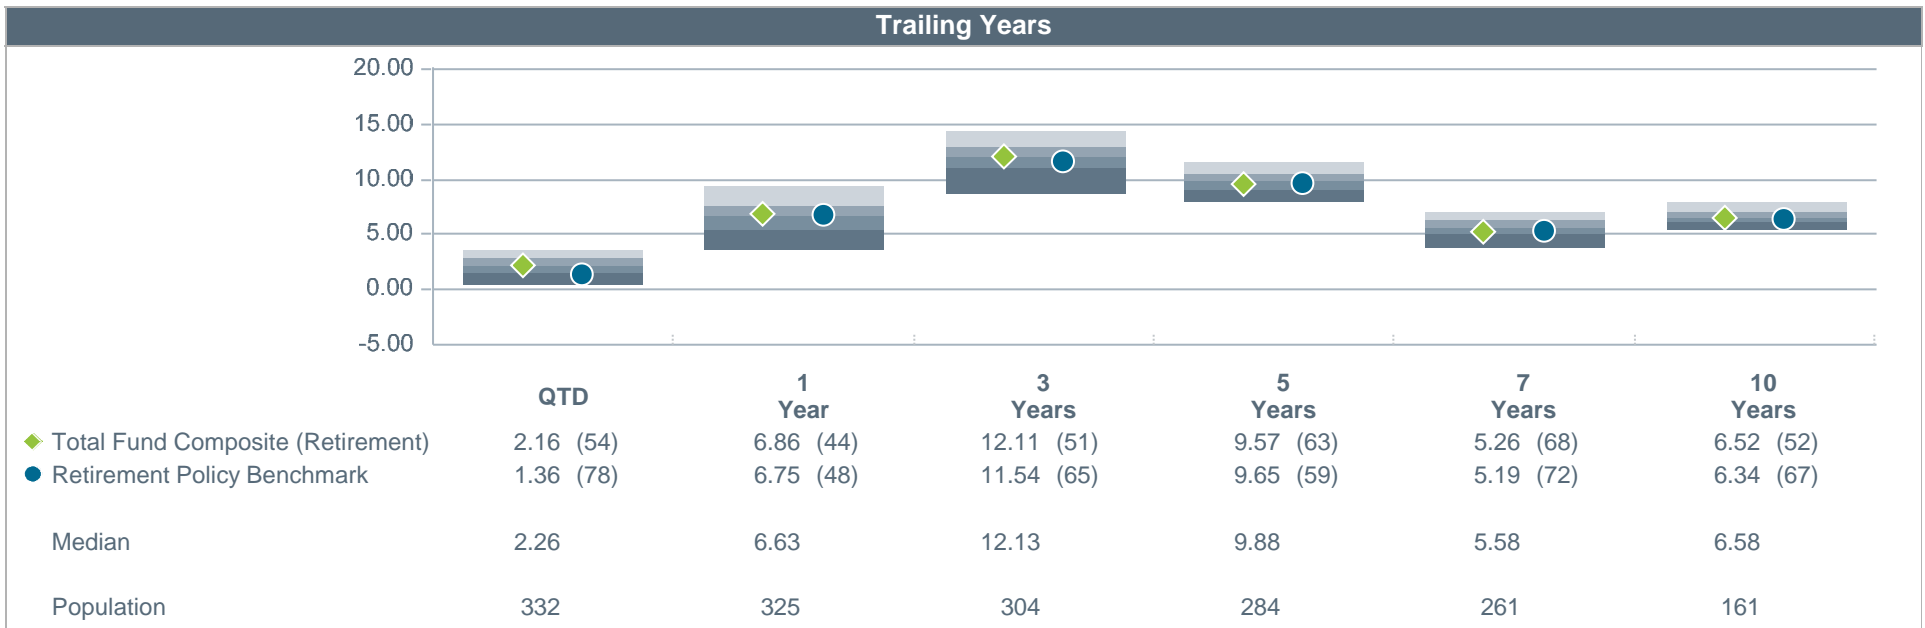 Trailing Years
20.00
15.00
10.00
5.00
0.00
-5.00
QTD 1 Year 3 Years 5 Years 7 Years 10 Years
Total Fund Composite (Retirement) 2.16 (54) 6.86 (44) 12.11 (51) 9.57 (63) 5.26 (68) 6.52 (52)
Retirement Policy Benchmark 1.36 (78) 6.75 (48) 11.54 (65) 9.65 (59) 5.19 (72) 6.34 (67)
Median 2.26 6.63 12.13 9.88 5.58 6.58
Population 332 325 304 284 261 161